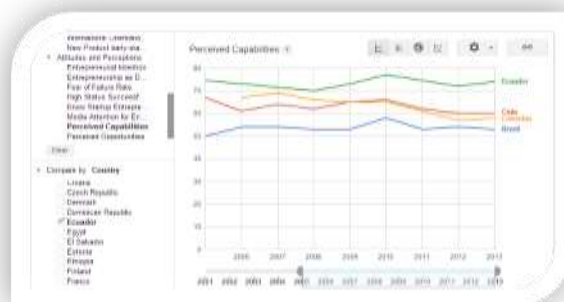 New Product early-sta...
Attitudes and Perceptions
Entrepreneurial Intention
Entrepreneurship as D...
Fear of Failure Rate
High Status Successf...
Know Startup Entrepre...
Media Attention for En...
Perceived Capabilities
Perceived Opportunities
Clear
Compare by Country
Croatia
Czech Republic
Denmark
Dominican Republic
Ecuador
Egypt
El Salvador
Estonia
Ethiopia
Finland
France
Perceived Capabilities
80
70
60
50
40
30
20
10
0
Ecuador
Chile
Colombia
Brazil
2006 2007 2008 2009 2010 2011 2012 2013
2001 2002 2003 2004 2005 2006 2007 2008 2009 2010 2011 2012 2013